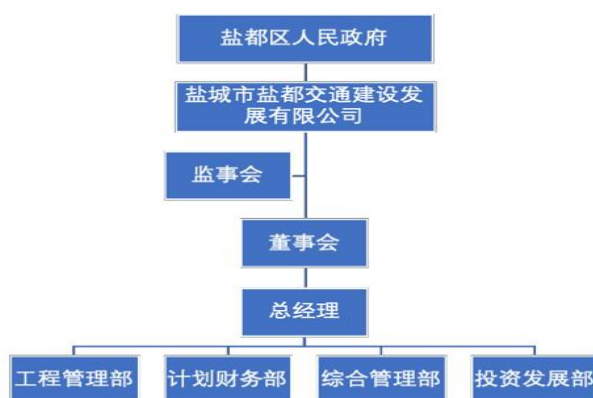 盐都区人民政府
盐城市盐都交通建设发
展有限公司
监事会
董事会
总经理
工程管理部
计划财务部
综合管理部
投资发展部